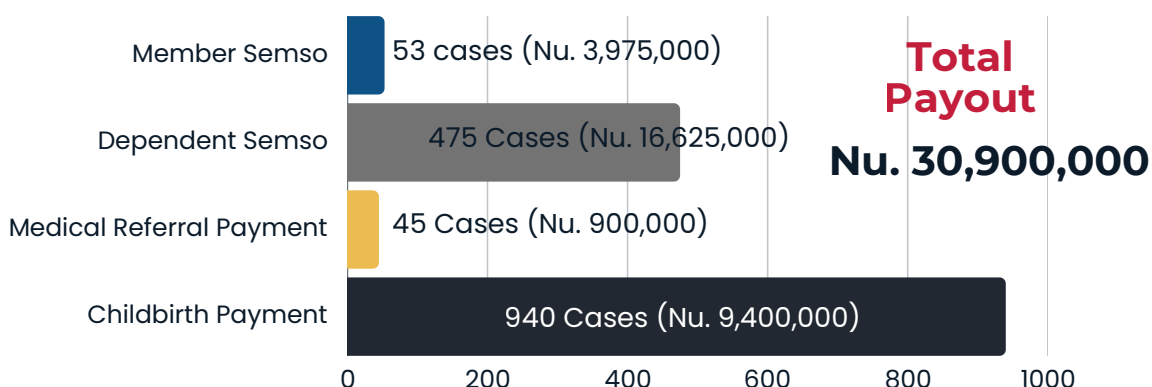 Member Semso
53 cases (Nu. 3,975,000)
Total
Payout
Dependent Semso
475 Cases (Nu. 16,625,000)
Nu. 30,900,000
Medical Referral Payment
45 Cases (Nu. 900,000)
Childbirth Payment
940 Cases (Nu. 9,400,000)
0 200 400 600 800 1000